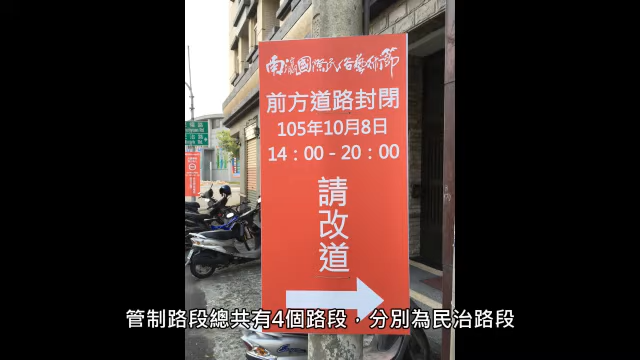 南瀛國際民俗藝術節
前方道路封閉
105年10月8日
14：00－20：00
請改道
管制路段總共有4個路段，分別為民治路段